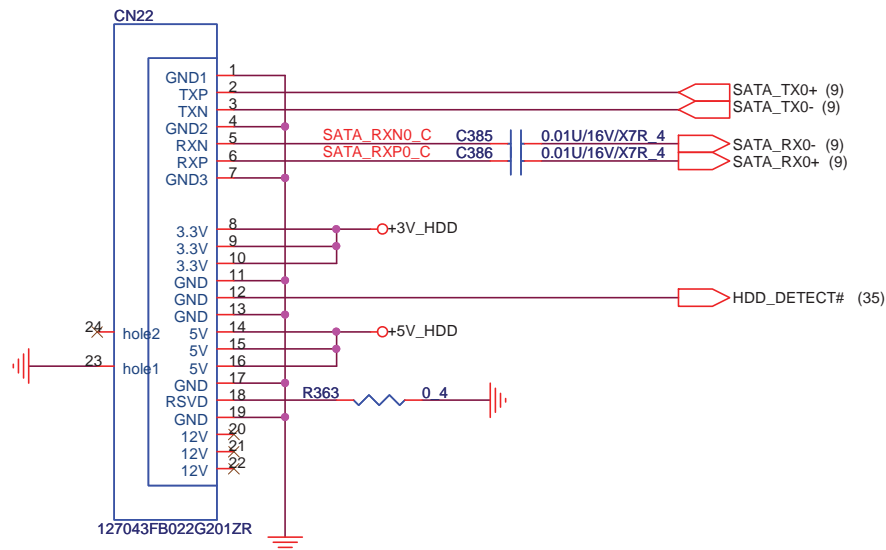 CN22
GND1 1
TXP 2 SATA_TX0+ (9)
TXN 3 SATA_TX0- (9)
GND2 4
RXN 5 SATA_RXN0_C C385 0.01U/16V/X7R_4 SATA_RX0- (9)
RXP 6 SATA_RXP0_C C386 0.01U/16V/X7R_4 SATA_RX0+ (9)
GND3 7
3.3V 8 +3V_HDD
3.3V 9
3.3V 10
GND 11
GND 12 HDD_DETECT# (35)
GND 13
24 hole2 5V 14 +5V_HDD
5V 15
23 hole1 5V 16
GND 17
RSVD 18 R363 0_4
GND 19
12V 20
12V 21
12V 22
127043FB022G201ZR